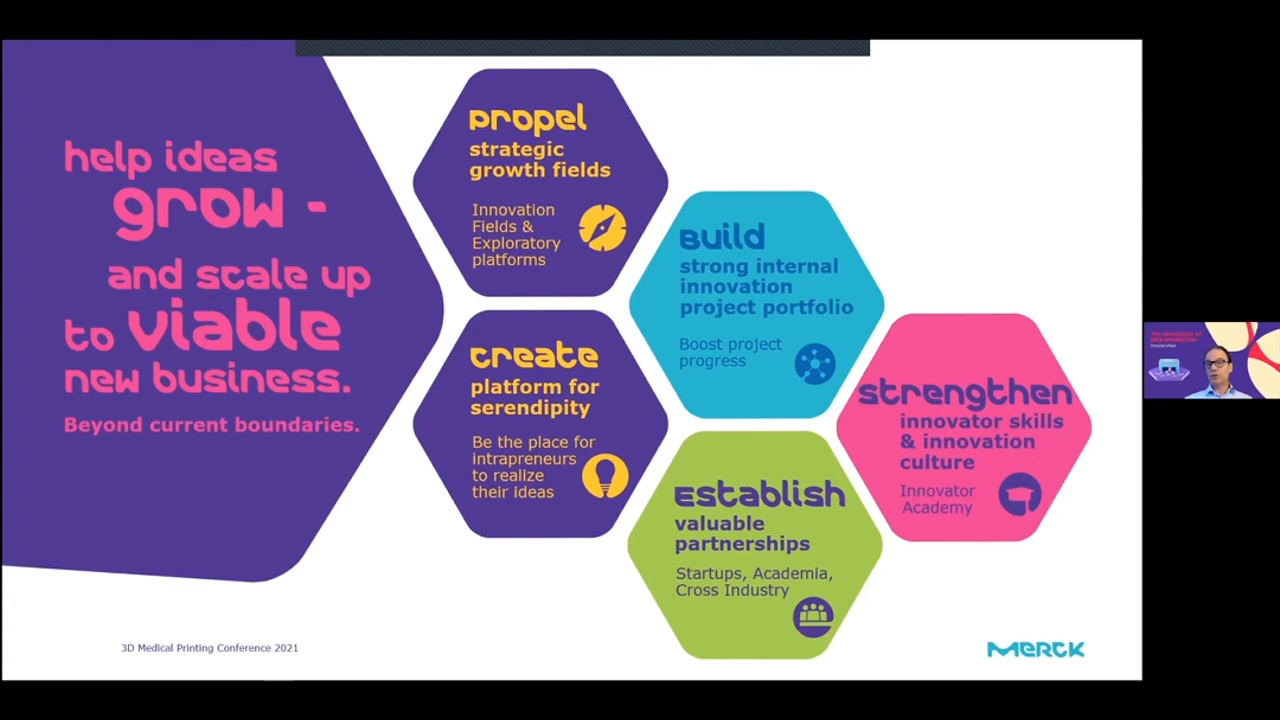 help ideas
grow -
and scale up
to viable
new business.
Beyond current boundaries.
propel
strategic
growth fields
Innovation
Fields &
Exploratory
platforms
create
platform for
serendipity
Be the place for
intrapreneurs
to realize
their ideas
Build
strong internal
innovation
project portfolio
Boost project
progress
Establish
valuable
partnerships
Startups, Academia,
Cross Industry
strengthen
innovator skills
& innovation
culture
Innovator
Academy
3D Medical Printing Conference 2021
MERCK